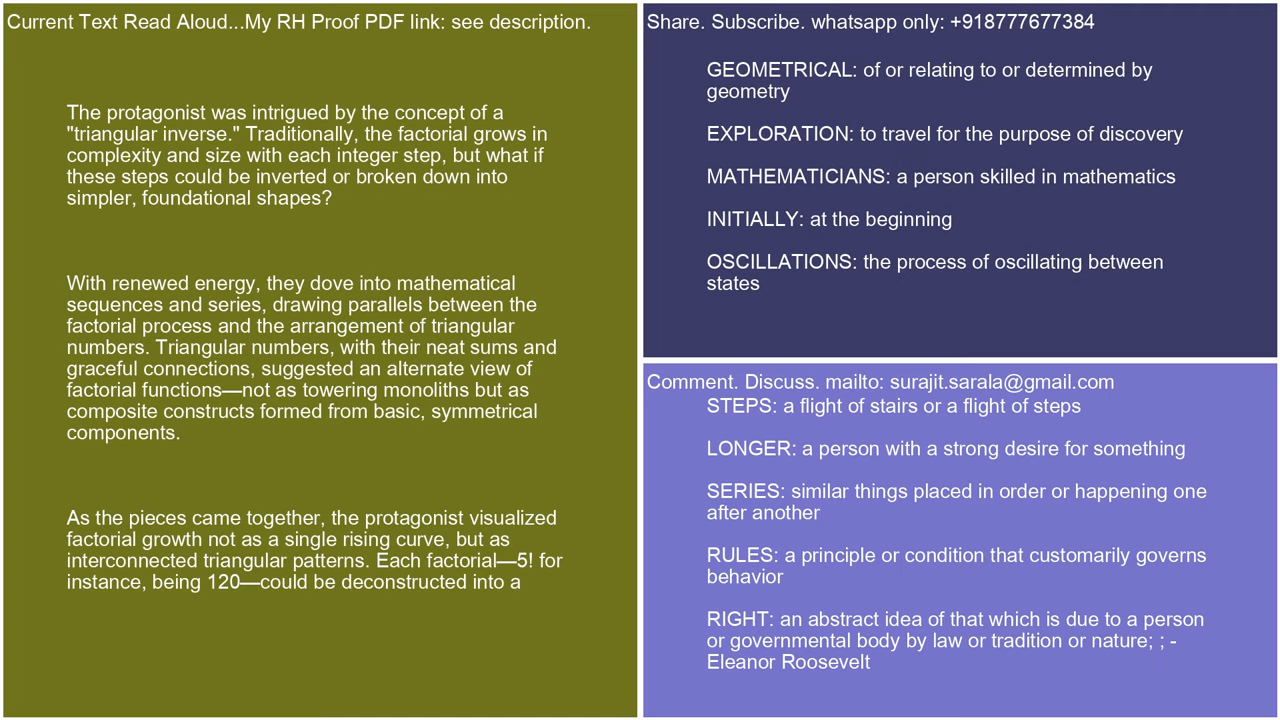 Current Text Read Aloud...My RH Proof PDF link: see description.
The protagonist was intrigued by the concept of a
"triangular inverse." Traditionally, the factorial grows in
complexity and size with each integer step, but what if
these steps could be inverted or broken down into
simpler, foundational shapes?
With renewed energy, they dove into mathematical
sequences and series, drawing parallels between the
factorial process and the arrangement of triangular
numbers. Triangular numbers, with their neat sums and
graceful connections, suggested an alternate view of
factorial functions—not as towering monoliths but as
composite constructs formed from basic, symmetrical
components.
As the pieces came together, the protagonist visualized
factorial growth not as a single rising curve, but as
interconnected triangular patterns. Each factorial—5! for
instance, being 120—could be deconstructed into a
Share. Subscribe. whatsapp only: +918777677384
GEOMETRICAL: of or relating to or determined by
geometry
EXPLORATION: to travel for the purpose of discovery
MATHEMATICIANS: a person skilled in mathematics
INITIALLY: at the beginning
OSCILLATIONS: the process of oscillating between
states
Comment. Discuss. mailto: surajit.sarala@gmail.com
STEPS: a flight of stairs or a flight of steps
LONGER: a person with a strong desire for something
SERIES: similar things placed in order or happening one
after another
RULES: a principle or condition that customarily governs
behavior
RIGHT: an abstract idea of that which is due to a person
or governmental body by law or tradition or nature; ; -
Eleanor Roosevelt